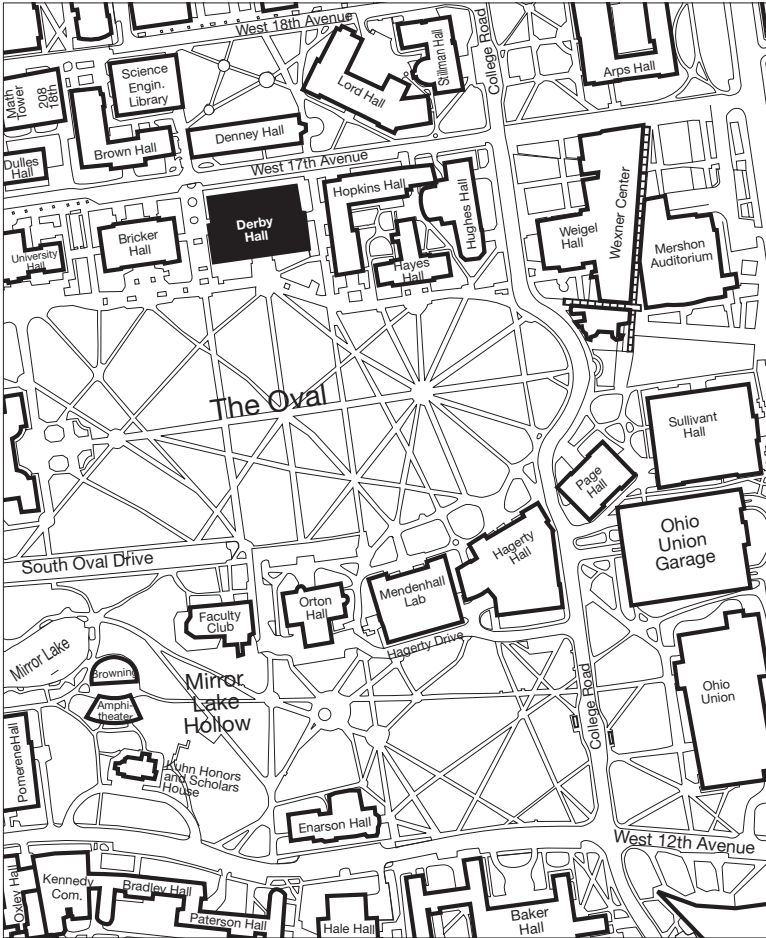 West 18th Avenue
College Road
Stillman Hall
Arps Hall
Math
Tower
208
18th
Science
Engin.
Library
Lord Hall
Denney Hall
Brown Hall
Dulles
Hall
West 17th Avenue
Hopkins Hall
Hughes Hall
Wexner Center
Weigel
Hall
Mershon
Auditorium
University
Hall
Bricker
Hall
Derby
Hall
Hayes
Hall
The Oval
Sullivant
Hall
Page
Hall
Ohio
Union
Garage
Hagerty
Hall
South Oval Drive
Mendenhall
Lab
Orton
Hall
Faculty
Club
Hagerty Drive
Mirror Lake
Browning
Amphi-
theater
Mirror
Lake
Hollow
College Road
Ohio
Union
PomereneHall
Kuhn Honors
and Scholars
House
Enarson Hall
West 12th Avenue
Oxley Hall
Kennedy
Com.
Bradley Hall
Paterson Hall
Hale Hall
Baker
Hall